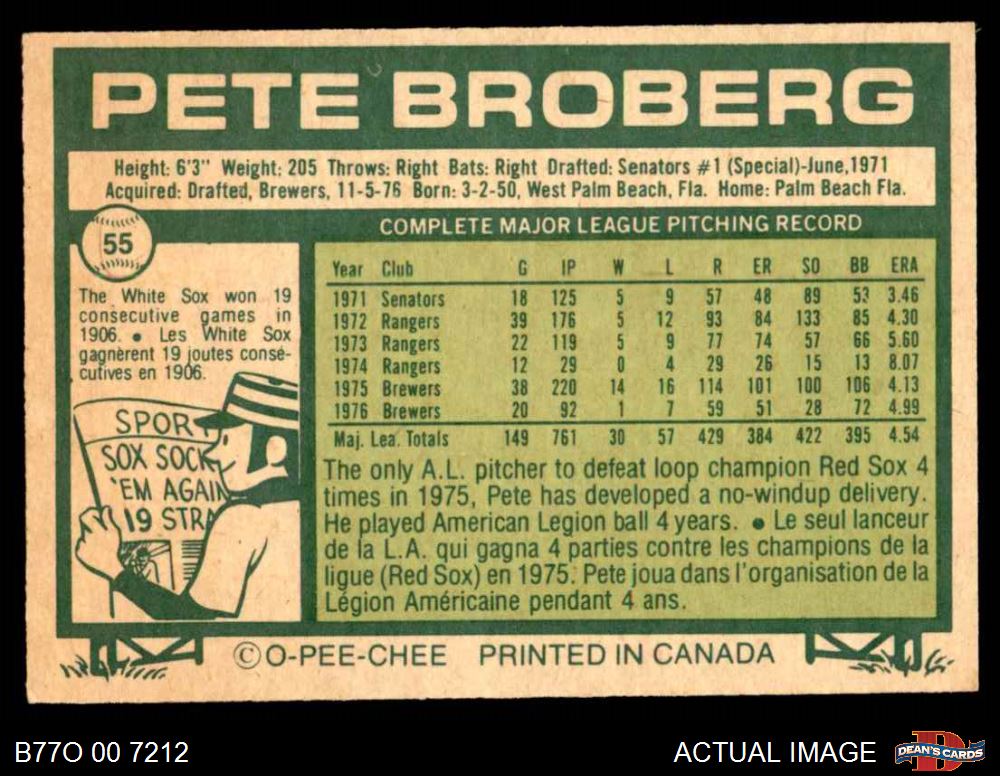 PETE BROBERG
Height: 6'3" Weight: 205 Throws: Right Bats: Right Drafted: Senators #1 (Special)-June,1971
Acquired: Drafted, Brewers, 11-5-76 Born: 3-2-50, West Palm Beach, Fla. Home: Palm Beach Fla.
55
The White Sox won 19
consecutive games in
1906. ● Les White Sox
gagnèrent 19 joutes consé-
cutives en 1906.
SPOR
SOX SOCK
'EM AGAIN
19 STRA
COMPLETE MAJOR LEAGUE PITCHING RECORD
Year Club G IP W L R ER SO BB ERA
1971 Senators 18 125 5 9 57 48 89 53 3.46
1972 Rangers 39 176 5 12 93 84 133 85 4.30
1973 Rangers 22 119 5 9 77 74 57 66 5.60
1974 Rangers 12 29 0 4 29 26 15 13 8.07
1975 Brewers 38 220 14 16 114 101 100 106 4.13
1976 Brewers 20 92 1 7 59 51 28 72 4.99
Maj. Lea. Totals 149 761 30 57 429 384 422 395 4.54
The only A.L. pitcher to defeat loop champion Red Sox 4
times in 1975, Pete has developed a no-windup delivery.
He played American Legion ball 4 years. ● Le seul lanceur
de la L.A. qui gagna 4 parties contre les champions de la
ligue (Red Sox) en 1975. Pete joua dans l'organisation de la
Légion Américaine pendant 4 ans.
©O-PEE-CHEE PRINTED IN CANADA
B77O 00 7212
ACTUAL IMAGE
DEAN'S CARDS